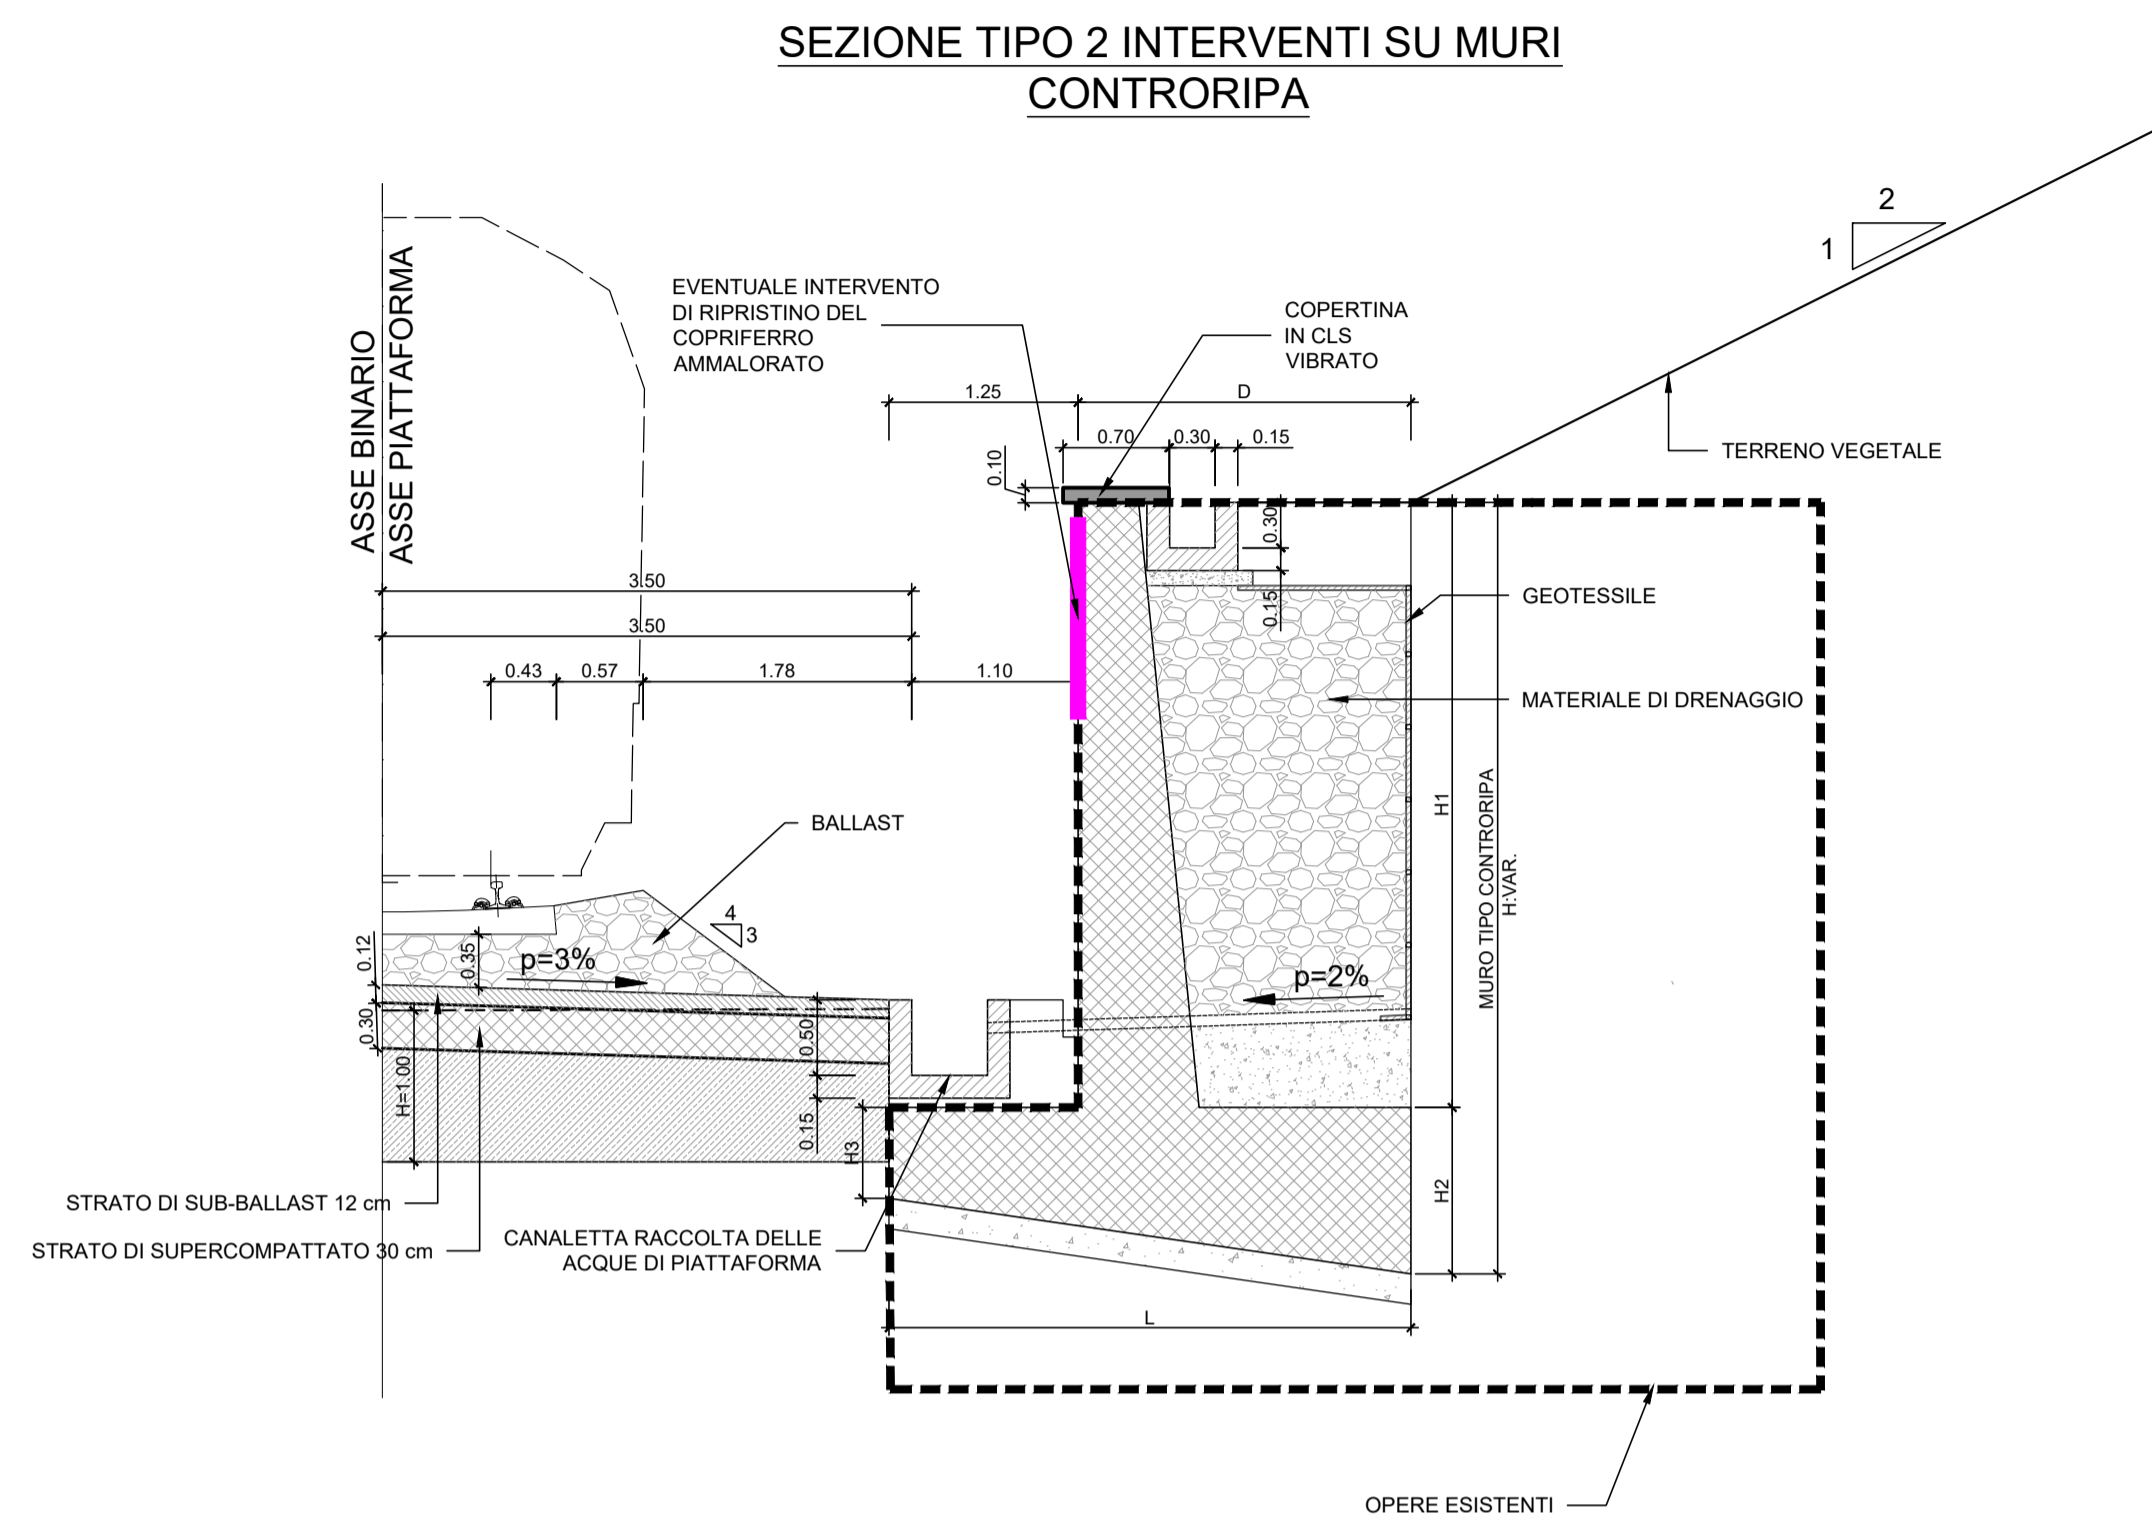 SEZIONE TIPO 2 INTERVENTI SU MURI
CONTRORIPA
2
1
ASSE BINARIO
ASSE PIATTAFORMA
EVENTUALE INTERVENTO
DI RIPRISTINO DEL
COPRIFERRO
AMMALORATO
COPERTINA
IN CLS
VIBRATO
1.25
D
0.70
0.30
0.15
0.10
TERRENO VEGETALE
0.30
0.15
3.50
3.50
GEOTESSILE
0.43
0.57
1.78
1.10
MATERIALE DI DRENAGGIO
BALLAST
H1
MURO TIPO CONTRORIPA
H:VAR.
4
3
0.12
0.35
p=3%
p=2%
0.30
H=1.00
0.50
0.15
H3
H2
STRATO DI SUB-BALLAST 12 cm
STRATO DI SUPERCOMPATTATO 30 cm
CANALETTA RACCOLTA DELLE
ACQUE DI PIATTAFORMA
L
OPERE ESISTENTI